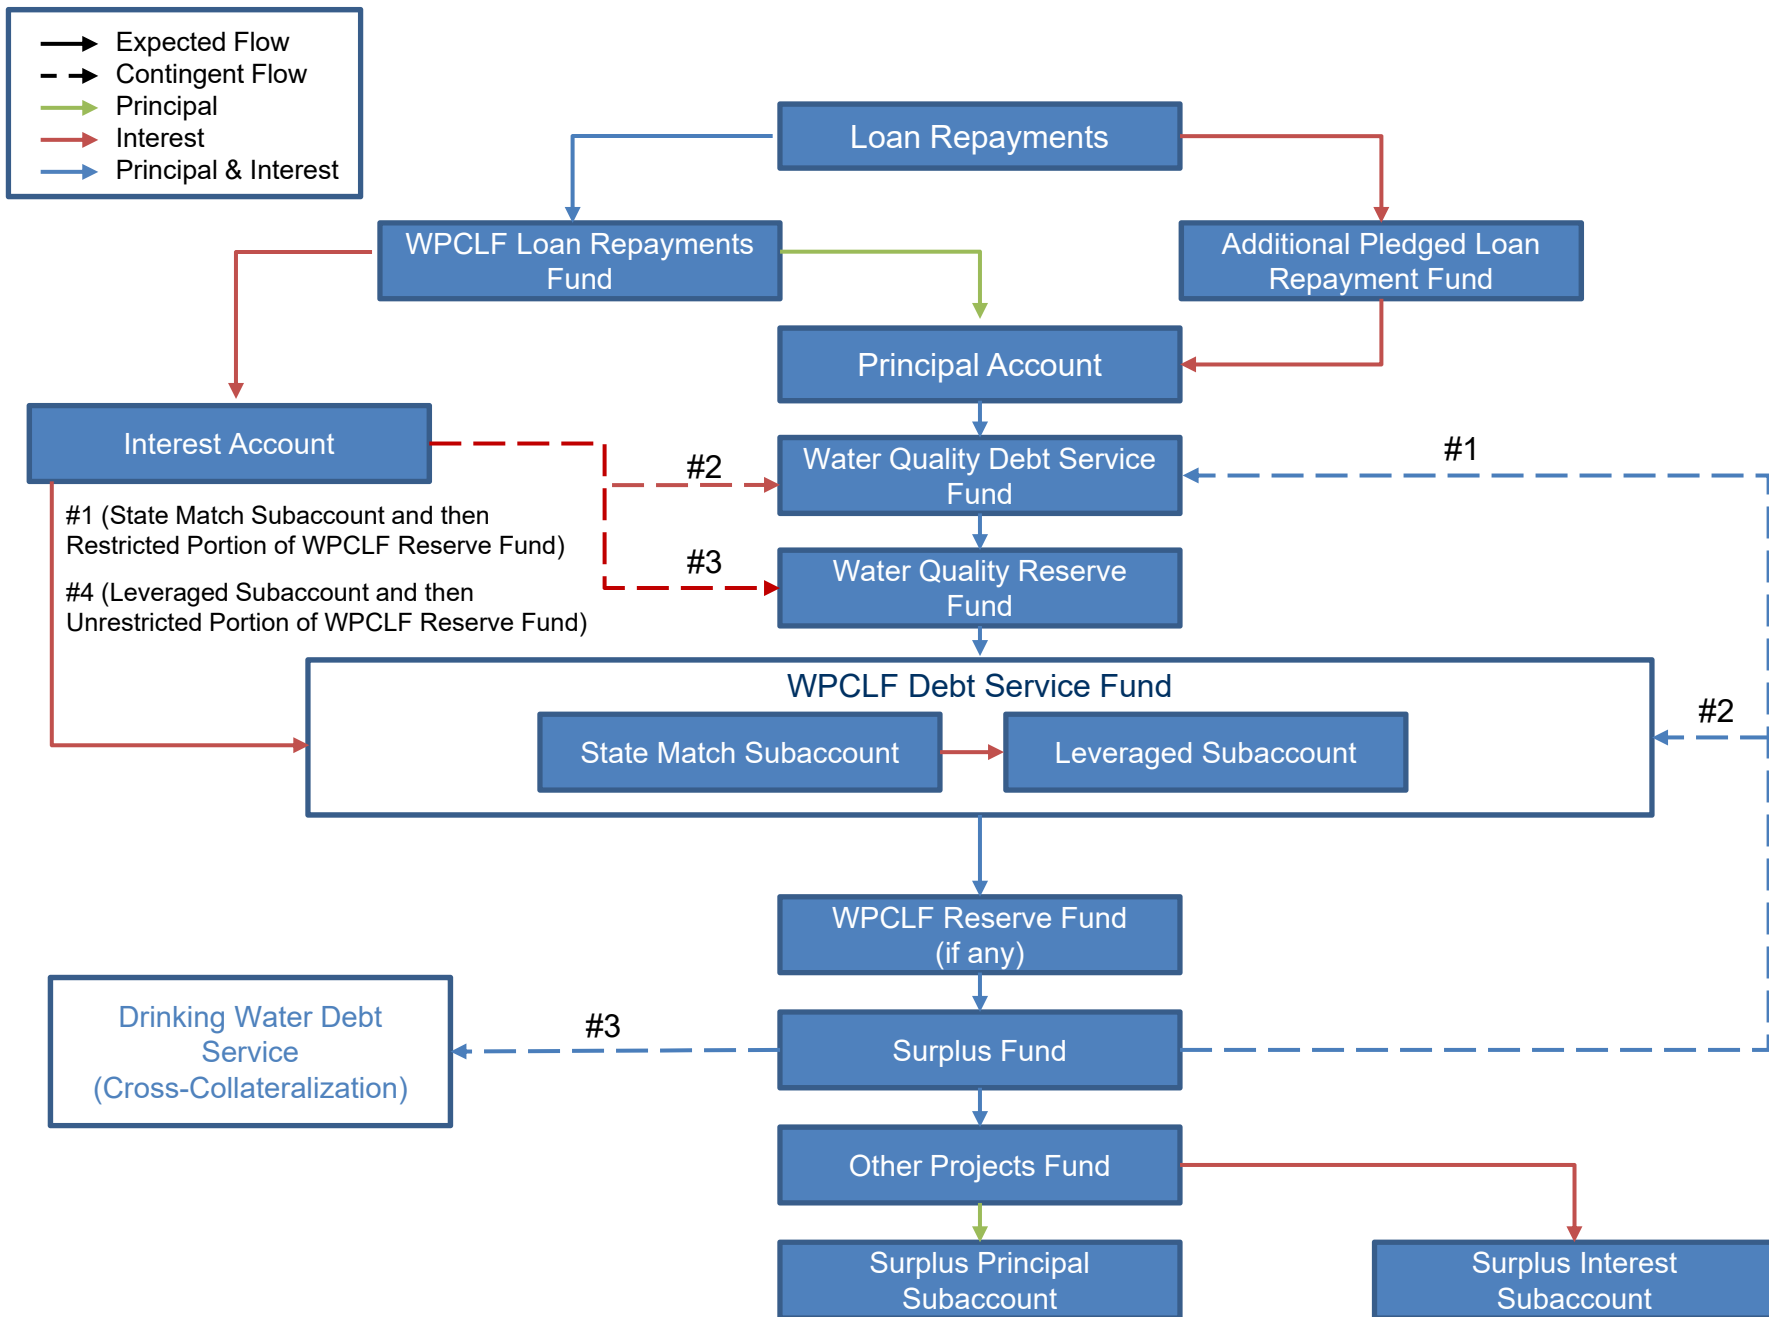 Expected Flow
Contingent Flow
Principal
Interest
Principal & Interest
Loan Repayments
WPCLF Loan Repayments
Fund
Additional Pledged Loan
Repayment Fund
Principal Account
Interest Account
#2
Water Quality Debt Service
Fund
#1
#1 (State Match Subaccount and then
Restricted Portion of WPCLF Reserve Fund)
#3
Water Quality Reserve
Fund
#4 (Leveraged Subaccount and then
Unrestricted Portion of WPCLF Reserve Fund)
WPCLF Debt Service Fund
#2
State Match Subaccount
Leveraged Subaccount
WPCLF Reserve Fund
(if any)
Drinking Water Debt
Service
(Cross-Collateralization)
#3
Surplus Fund
Other Projects Fund
Surplus Principal
Subaccount
Surplus Interest
Subaccount